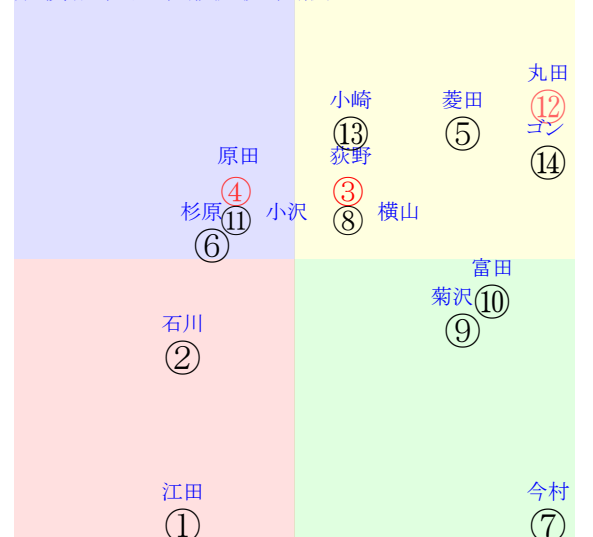 丸田
小崎
菱田
⑫
⑬
⑤
ゴン
原田
荻野
⑭
④
③
杉原
⑪
小沢
⑧
横山
⑥
富田
菊沢
⑩
石川
⑨
②
江田
今村
①
⑦